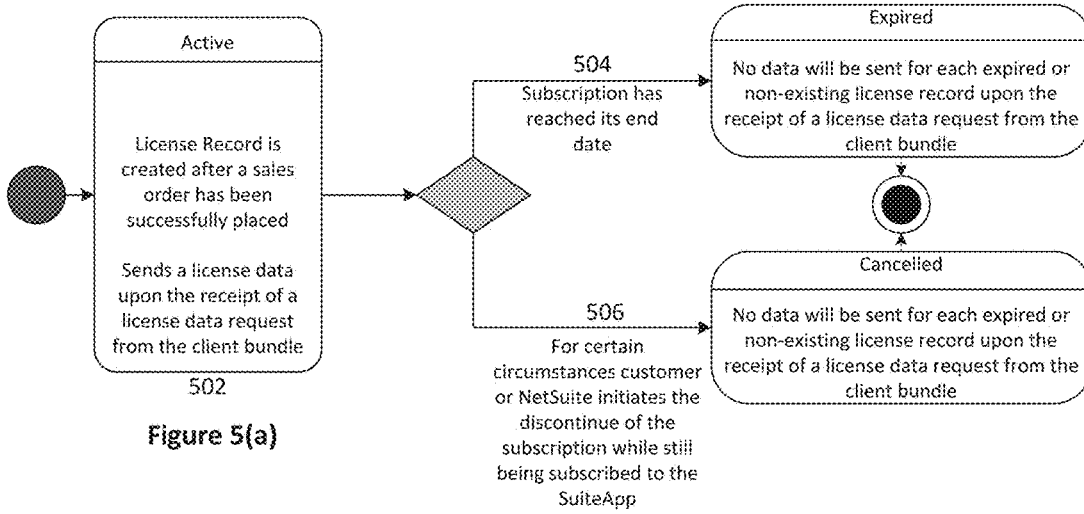 Active
License Record is
created after a sales
order has been
successfully placed
Sends a license data
upon the receipt of a
license data request
from the client bundle
502
Figure 5(a)
504
Subscription has
reached its end
date
506
For certain
circumstances customer
or NetSuite initiates the
discontinue of the
subscription while still
being subscribed to the
SuiteApp
Expired
No data will be sent for each expired or
non-existing license record upon the
receipt of a license data request from the
client bundle
Cancelled
No data will be sent for each expired or
non-existing license record upon the
receipt of a license data request from the
client bundle